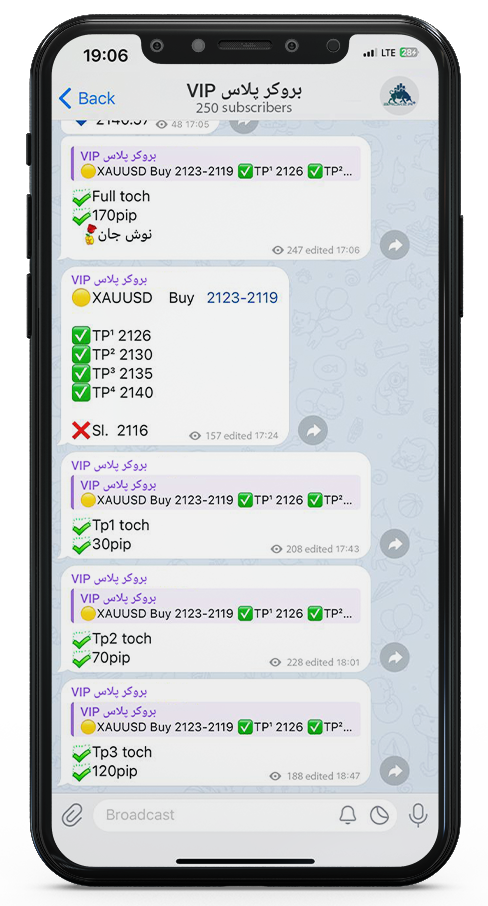 19:06
LTE 28+
Back
بروکر پلاس VIP
250 subscribers
2140.57
48 17:05
بروکر پلاس VIP
XAUUSD Buy 2123-2119 ✅TP¹ 2126 ✅TP²...
Full toch
170pip
نوش جان
247 edited 17:06
بروکر پلاس VIP
XAUUSD Buy 2123-2119
TP¹ 2126
TP² 2130
TP³ 2135
TP⁴ 2140
Sl. 2116
157 edited 17:24
بروکر پلاس VIP
بروکر پلاس VIP
XAUUSD Buy 2123-2119 ✅TP¹ 2126 ✅TP²...
Tp1 toch
30pip
208 edited 17:43
بروکر پلاس VIP
بروکر پلاس VIP
XAUUSD Buy 2123-2119 ✅TP¹ 2126 ✅TP²...
Tp2 toch
70pip
228 edited 18:01
بروکر پلاس VIP
بروکر پلاس VIP
XAUUSD Buy 2123-2119 ✅TP¹ 2126 ✅TP²...
Tp3 toch
120pip
188 edited 18:47
Broadcast